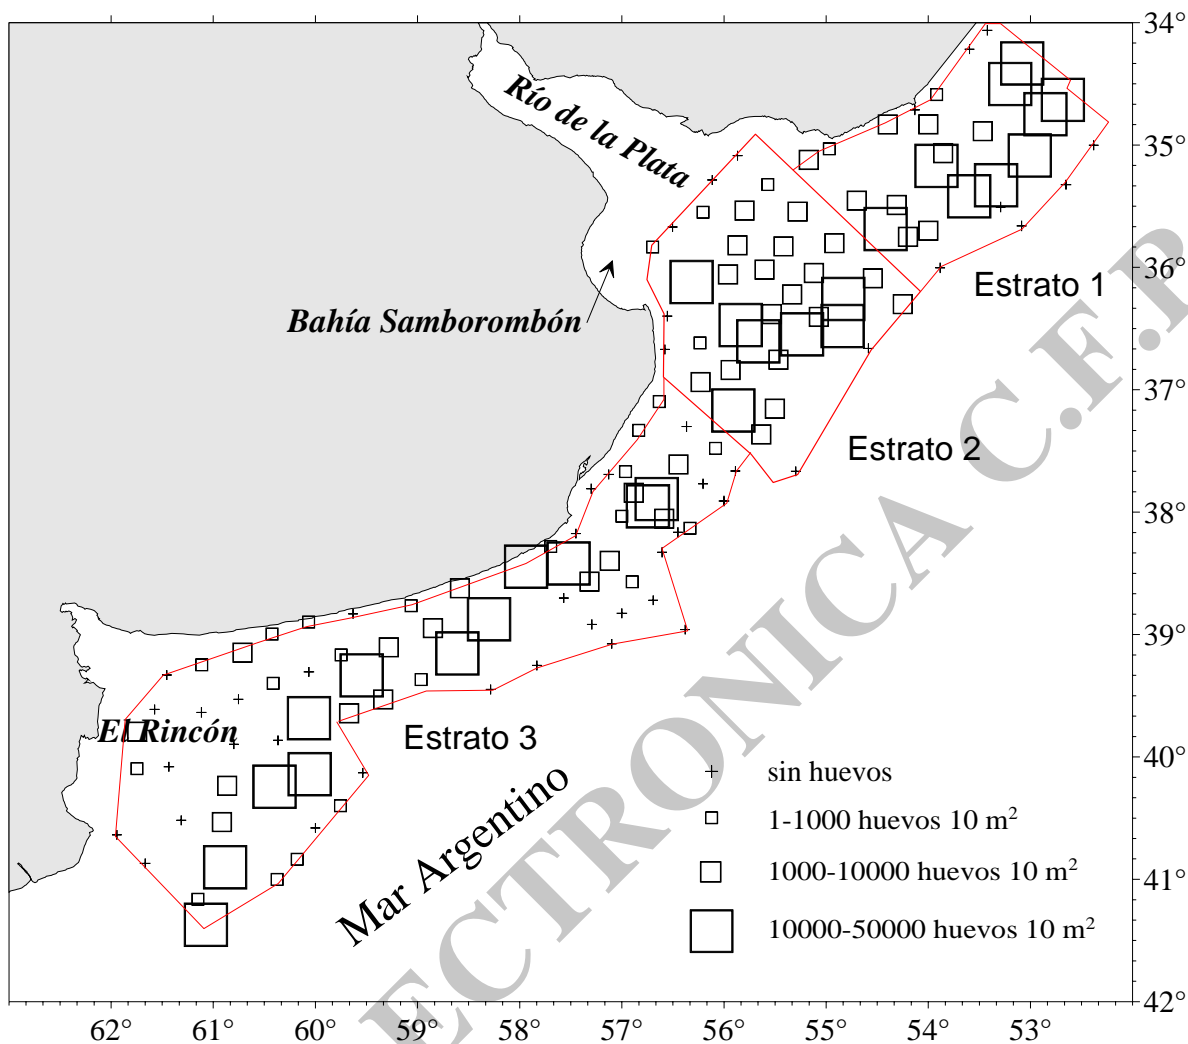 34°
35°
36°
37°
38°
39°
40°
41°
42°
62° 61° 60° 59° 58° 57° 56° 55° 54° 53°
Río de la Plata
Bahía Samborombón
Estrato 1
Estrato 2
Estrato 3
El Rincón
Mar Argentino
sin huevos
1-1000 huevos 10 m²
1000-10000 huevos 10 m²
10000-50000 huevos 10 m²
ECTRONICA C.F.P